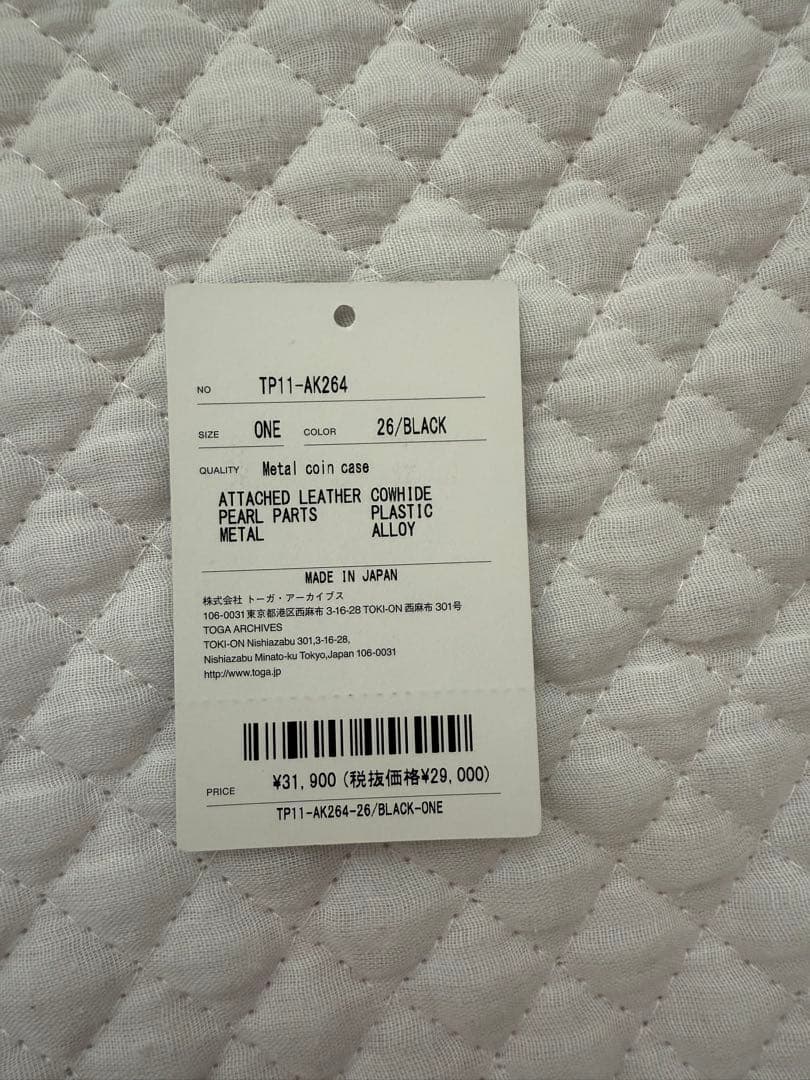 NO TP11-AK264
SIZE ONE COLOR 26/BLACK
QUALITY Metal coin case
ATTACHED LEATHER COWHIDE
PEARL PARTS PLASTIC
METAL ALLOY
MADE IN JAPAN
株式会社 トーガ・アーカイブス
106-0031東京都港区西麻布 3-16-28 TOKI-ON 西麻布 301号
TOGA ARCHIVES
TOKI-ON Nishiazabu 301,3-16-28,
Nishiazabu Minato-ku Tokyo,Japan 106-0031
http://www.toga.jp
PRICE ¥31,900 (税抜価格¥29,000)
TP11-AK264-26/BLACK-ONE